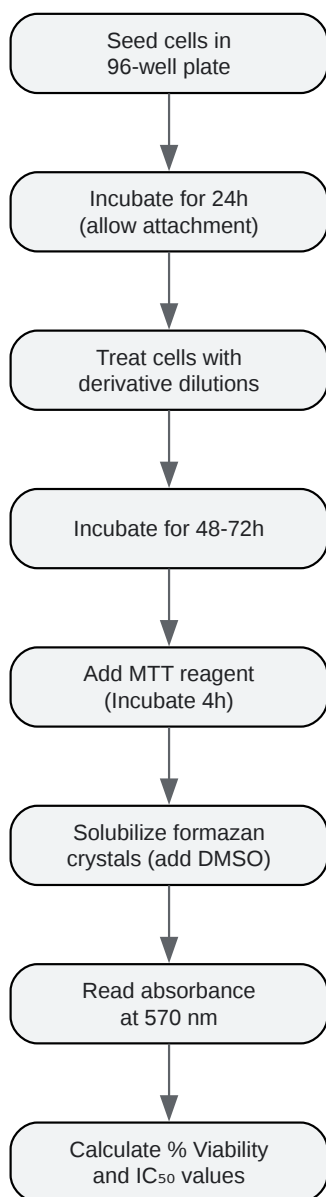 Seed cells in
96-well plate
Incubate for 24h
(allow attachment)
Treat cells with
derivative dilutions
Incubate for 48-72h
Add MTT reagent
(Incubate 4h)
Solubilize formazan
crystals (add DMSO)
Read absorbance
at 570 nm
Calculate % Viability
and IC₅₀ values